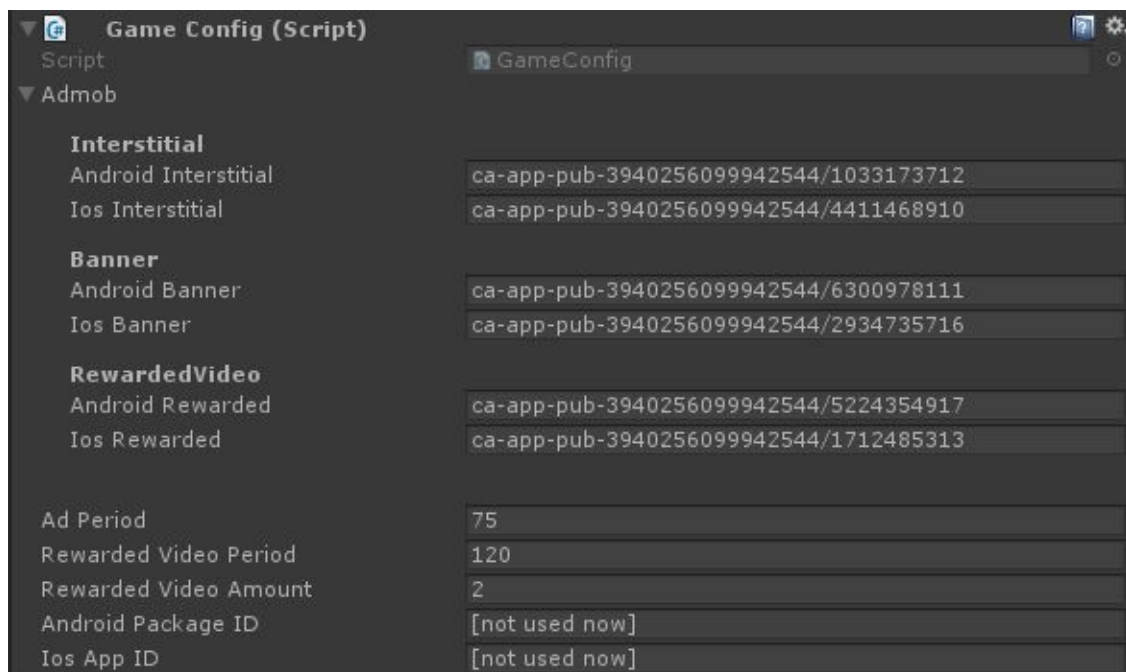 Game Config (Script)
Script GameConfig
Admob
Interstitial
Android Interstitial ca-app-pub-3940256099942544/1033173712
Ios Interstitial ca-app-pub-3940256099942544/4411468910
Banner
Android Banner ca-app-pub-3940256099942544/6300978111
Ios Banner ca-app-pub-3940256099942544/2934735716
RewardedVideo
Android Rewarded ca-app-pub-3940256099942544/5224354917
Ios Rewarded ca-app-pub-3940256099942544/1712485313
Ad Period 75
Rewarded Video Period 120
Rewarded Video Amount 2
Android Package ID [not used now]
Ios App ID [not used now]